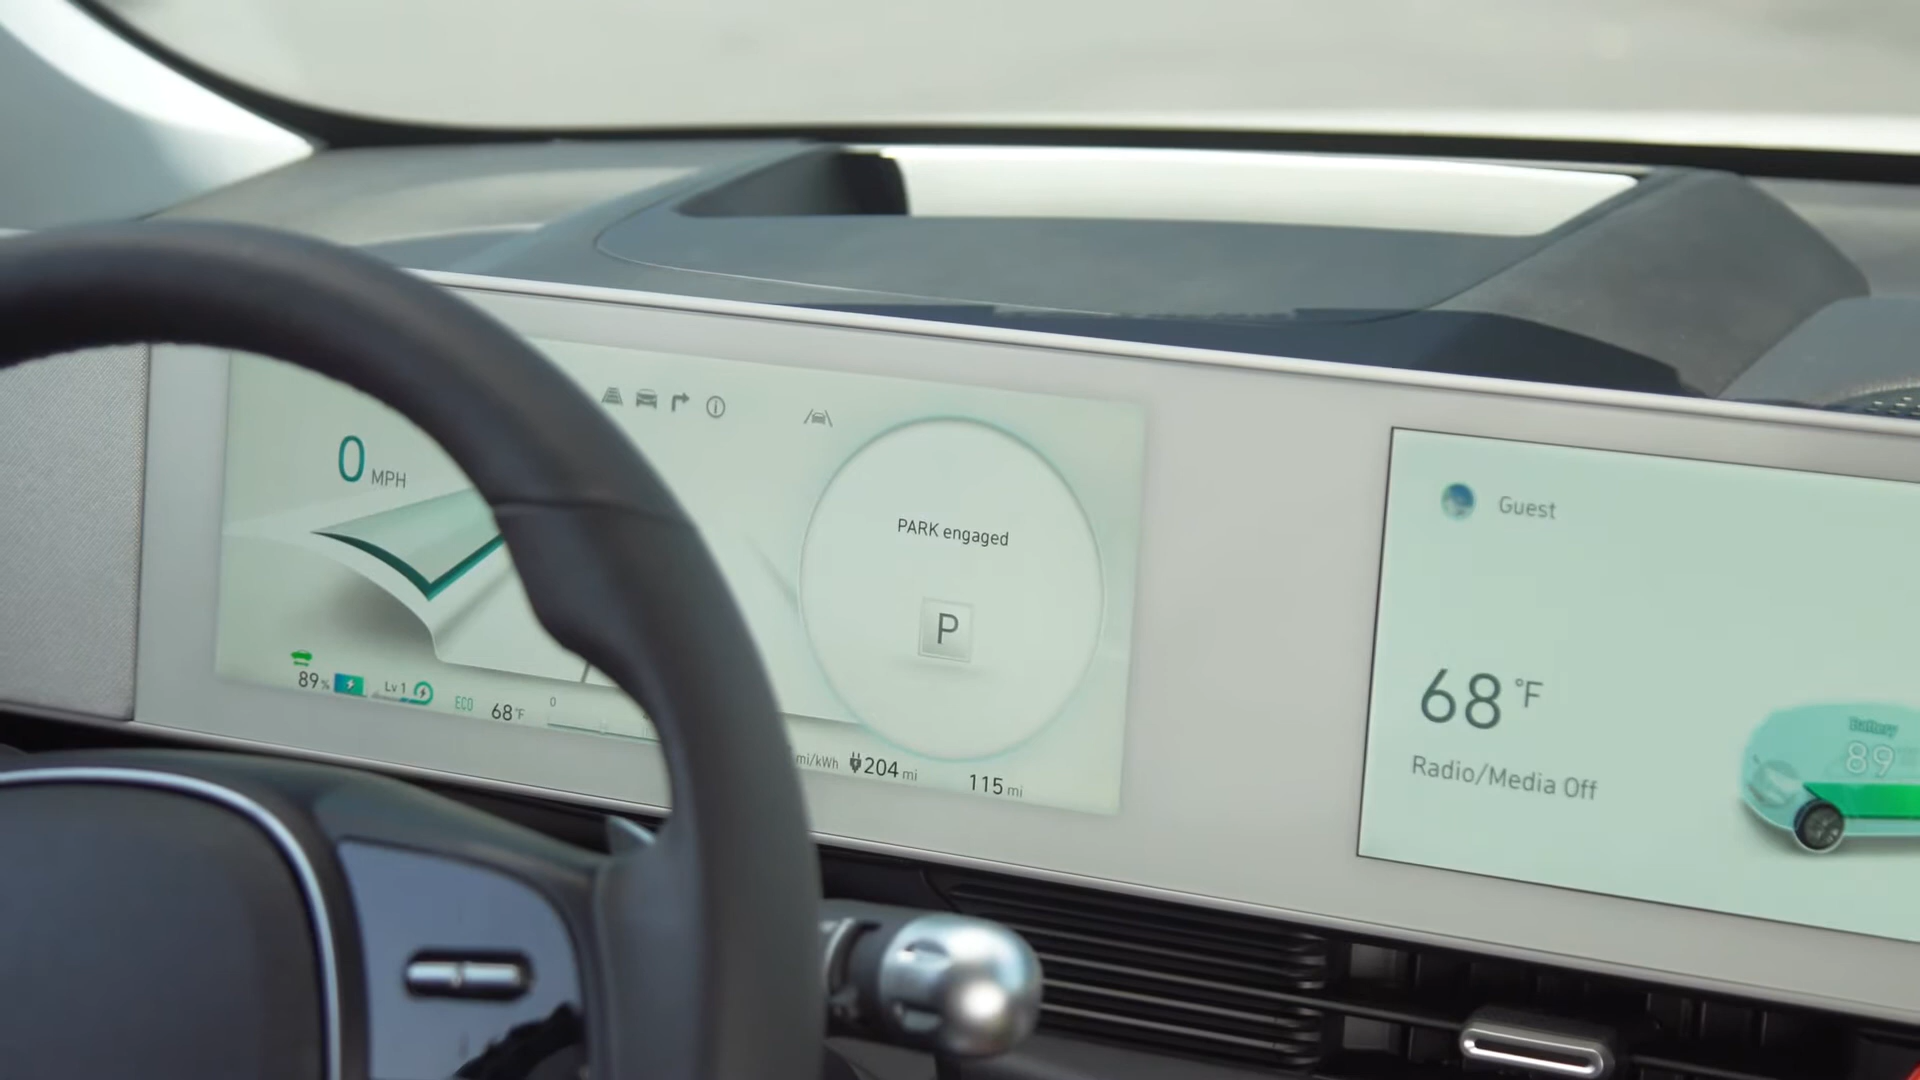 0 MPH
PARK engaged
P
89%
Lv 1
ECO
68°F
0
mi/kWh
204 mi
115 mi
Guest
68 °F
Radio/Media Off
Battery
89